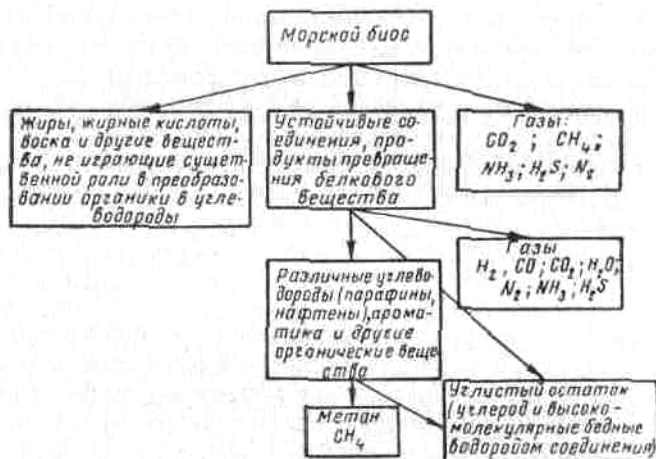 Морской биос
Жиры, жирные кислоты,
воска и другие вещест-
ва, не играющие сущест-
венной роли в преобразо-
вании органики в угле-
водороды
Устойчивые со-
единения, про-
дукты превраще-
ния белкового
вещества
Газы:
CO2 ; CH4;
NH3; H2S; N2
Газы
H2, CO; CO2; H2O;
N2; NH3; H2S
Различные углево-
дороды (парафины,
нафтены), арома-
тика и другие
органические веще
ства
Метан
CH4
Углистый остаток
(углерод и высоко-
молекулярные бедные
водородом соединения)